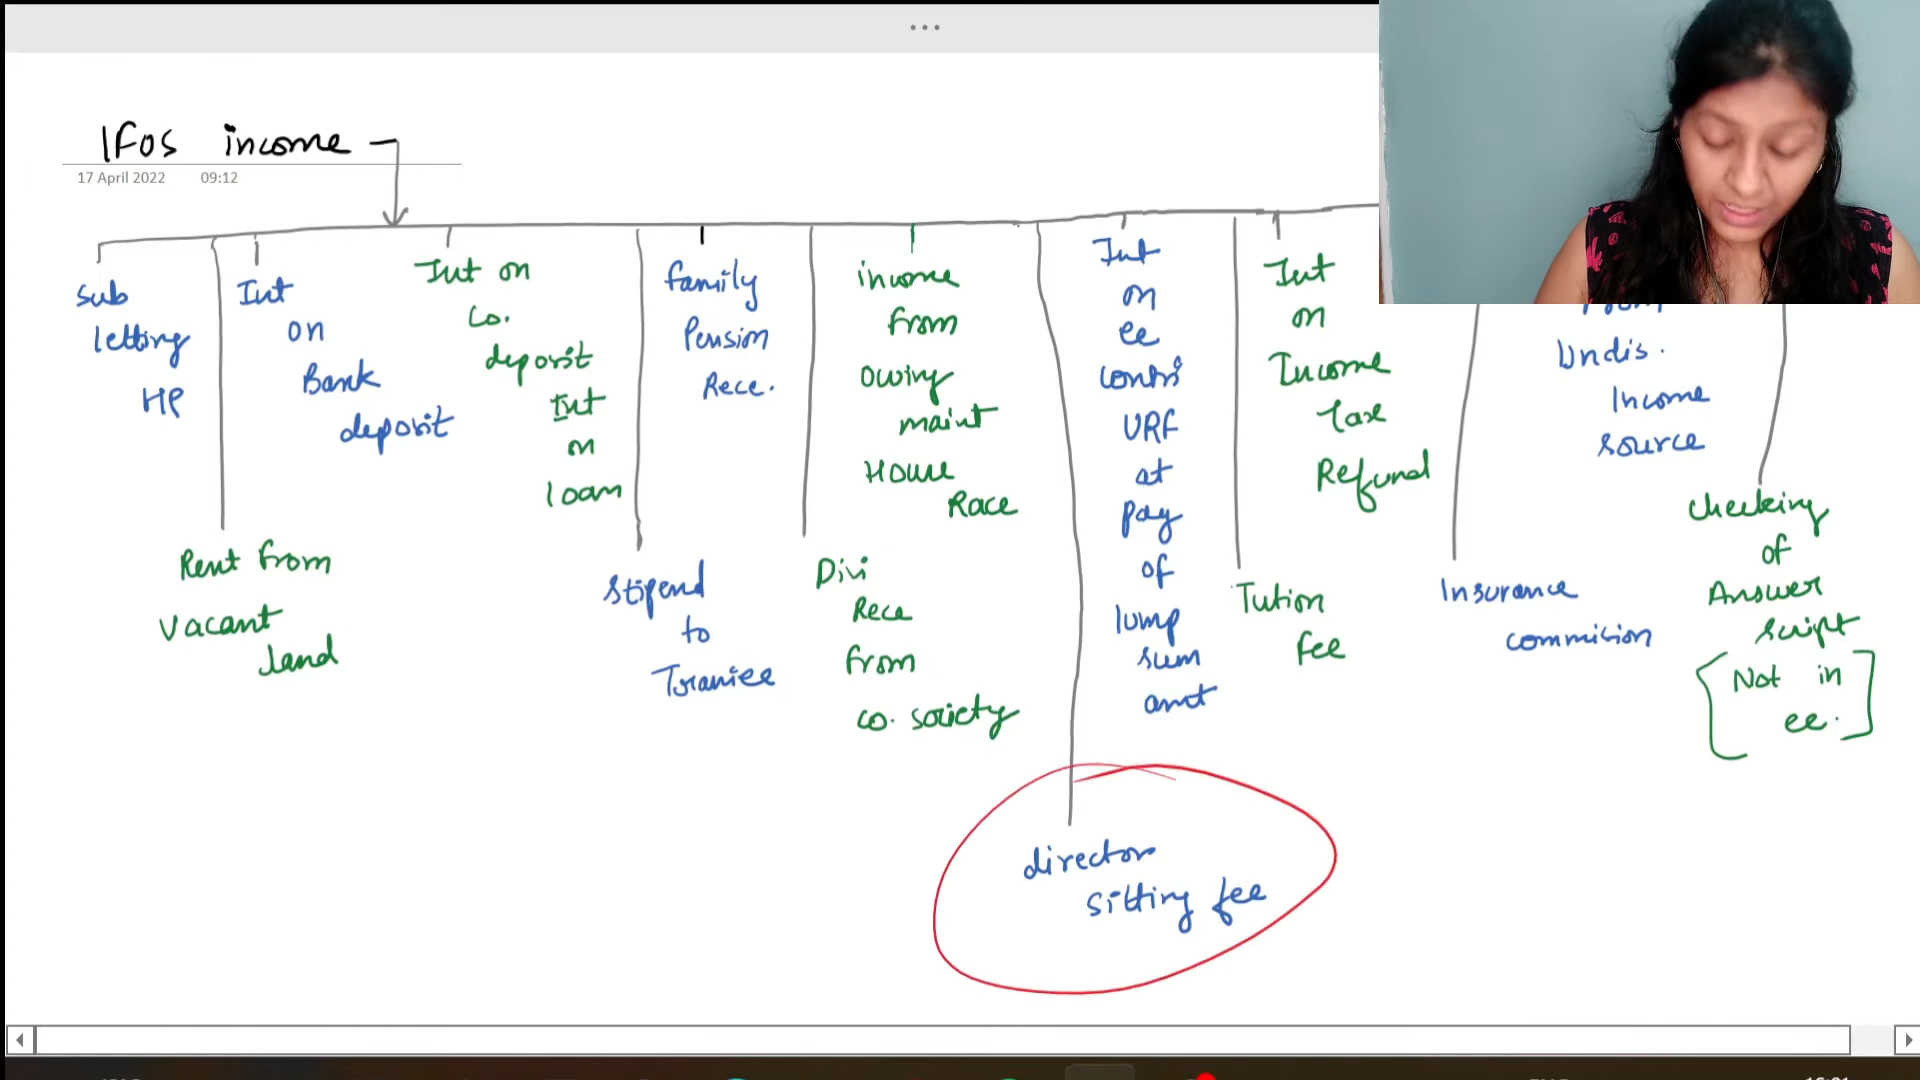 IFOS income
17 April 2022 09:12
Sub
letting
HP
Rent from
vacant
land
Int
on
Bank
deposit
Int on
Co.
deposit
Int
on
loan
Stipend
to
Traniee
family
Pension
Rece.
Divi
Rece
from
co. society
income
from
owing
maint
House
Race
director
sitting fee
Int
on
ee
contri
URF
at
pay
of
lump
sum
amt
Tution
fee
Int
on
Income
Tax
Refund
Insurance
commision
Undis.
Income
source
checking
of
Answer
script
[Not in
ee.]